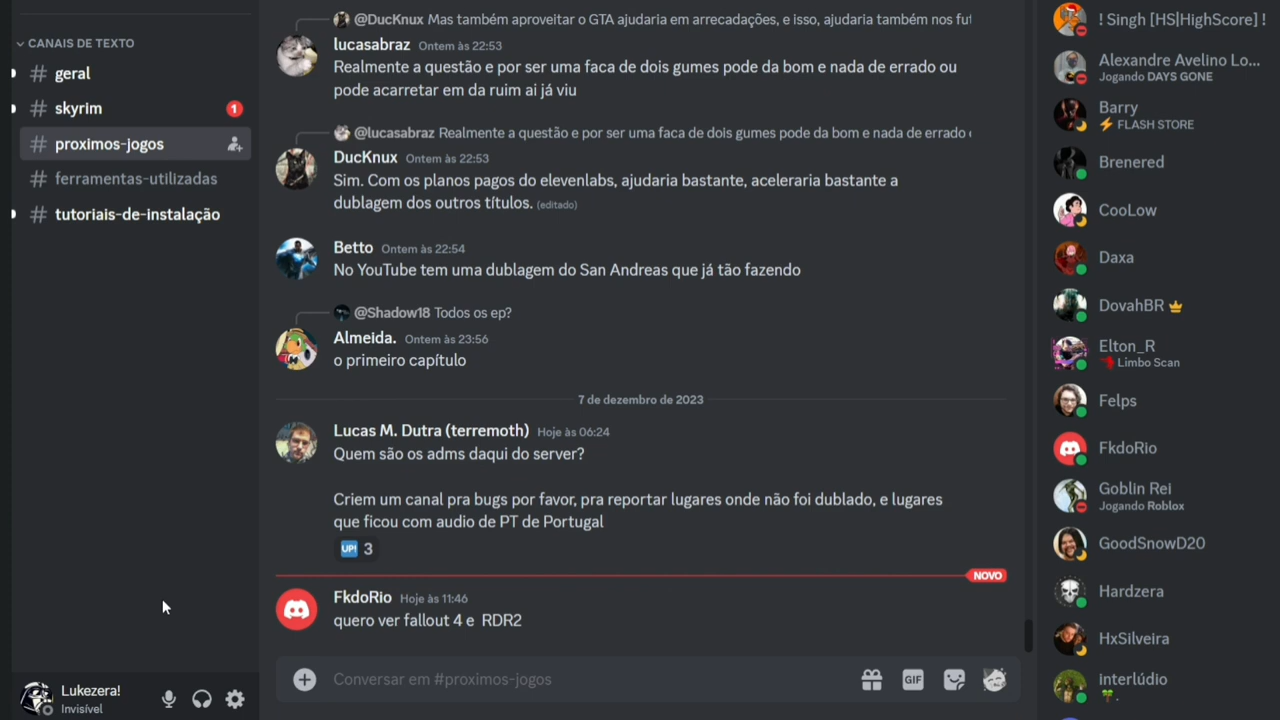 CANAIS DE TEXTO
geral
skyrim
1
proximos-jogos
ferramentas-utilizadas
tutoriais-de-instalação
Lukezera!
Invisível
@DucKnux Mas também aproveitar o GTA ajudaria em arrecadações, e isso, ajudaria também nos fut
lucasabraz Ontem às 22:53
Realmente a questão e por ser uma faca de dois gumes pode da bom e nada de errado ou
pode acarretar em da ruim ai já viu
@lucasabraz Realmente a questão e por ser uma faca de dois gumes pode da bom e nada de errado
DucKnux Ontem às 22:53
Sim. Com os planos pagos do elevenlabs, ajudaria bastante, aceleraria bastante a
dublagem dos outros títulos. (editado)
Betto Ontem às 22:54
No YouTube tem uma dublagem do San Andreas que já tão fazendo
@Shadow18 Todos os ep?
Almeida. Ontem às 23:56
o primeiro capítulo
7 de dezembro de 2023
Lucas M. Dutra (terremoth) Hoje às 06:24
Quem são os adms daqui do server?
Criem um canal pra bugs por favor, pra reportar lugares onde não foi dublado, e lugares
que ficou com audio de PT de Portugal
UP! 3
NOVO
FkdoRio Hoje às 11:46
quero ver fallout 4 e RDR2
Conversar em #proximos-jogos
GIF
! Singh [HS|HighScore] !
Alexandre Avelino Lo...
Jogando DAYS GONE
Barry
FLASH STORE
Brenered
CooLow
Daxa
DovahBR
Elton_R
Limbo Scan
Felps
FkdoRio
Goblin Rei
Jogando Roblox
GoodSnowD20
Hardzera
HxSilveira
interlúdio
.